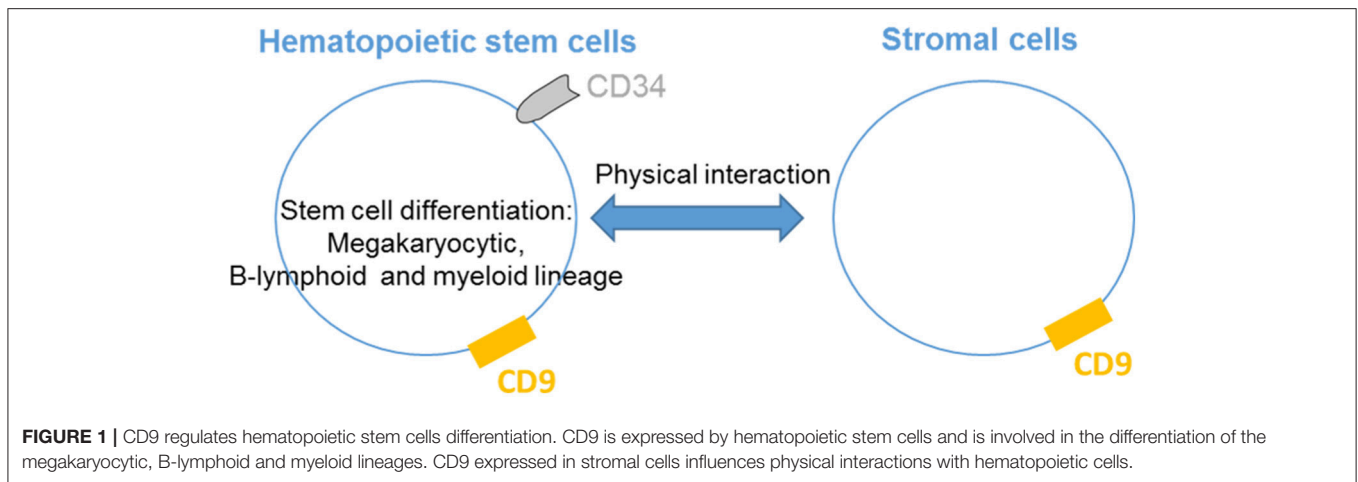 Hematopoietic stem cells
Stromal cells
CD34
Physical interaction
Stem cell differentiation:
Megakaryocytic,
B-lymphoid and myeloid lineage
CD9
CD9
FIGURE 1 | CD9 regulates hematopoietic stem cells differentiation. CD9 is expressed by hematopoietic stem cells and is involved in the differentiation of the
megakaryocytic, B-lymphoid and myeloid lineages. CD9 expressed in stromal cells influences physical interactions with hematopoietic cells.